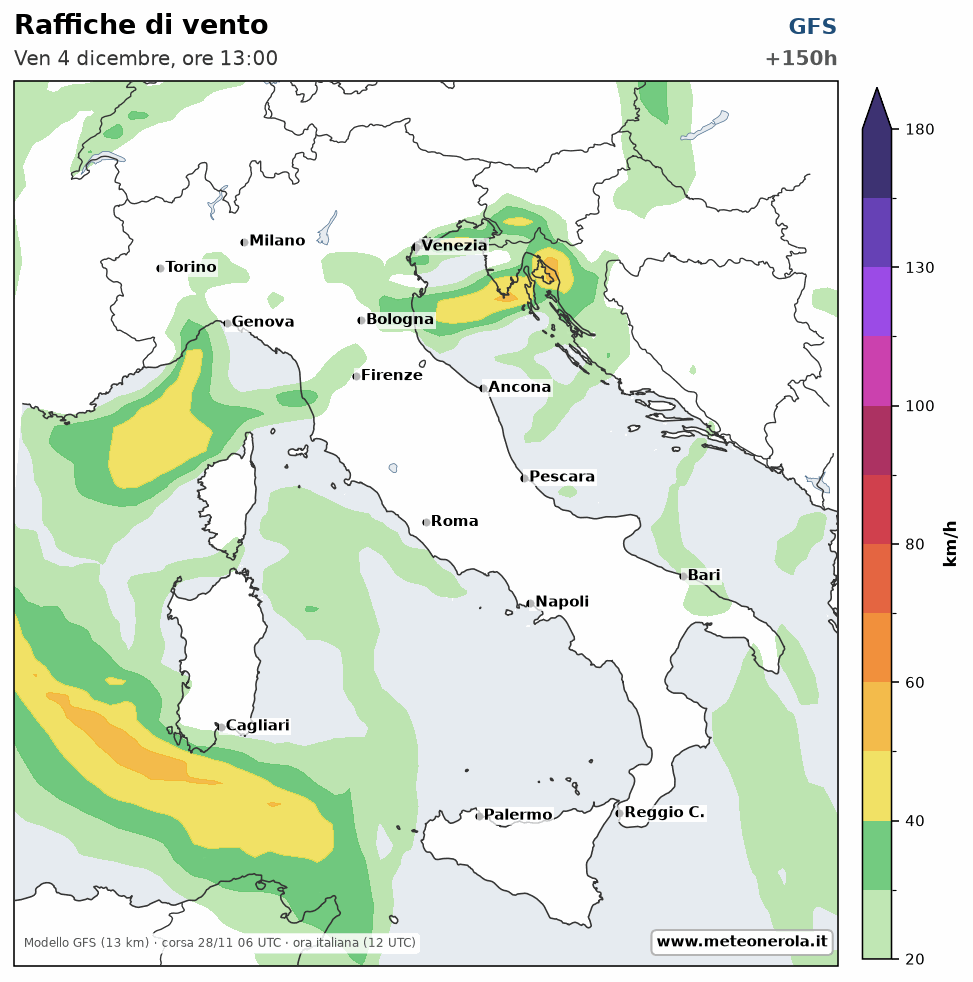 Raffiche di vento
GFS
Ven 4 dicembre, ore 13:00
+150h
180
Milano
Venezia
Torino
130
Genova
Bologna
Firenze
Ancona
100
Pescara
Roma
80
km/h
Bari
Napoli
60
Cagliari
Palermo
Reggio C.
40
Modello GFS (13 km) · corsa 28/11 06 UTC · ora italiana (12 UTC)
www.meteonerola.it
20